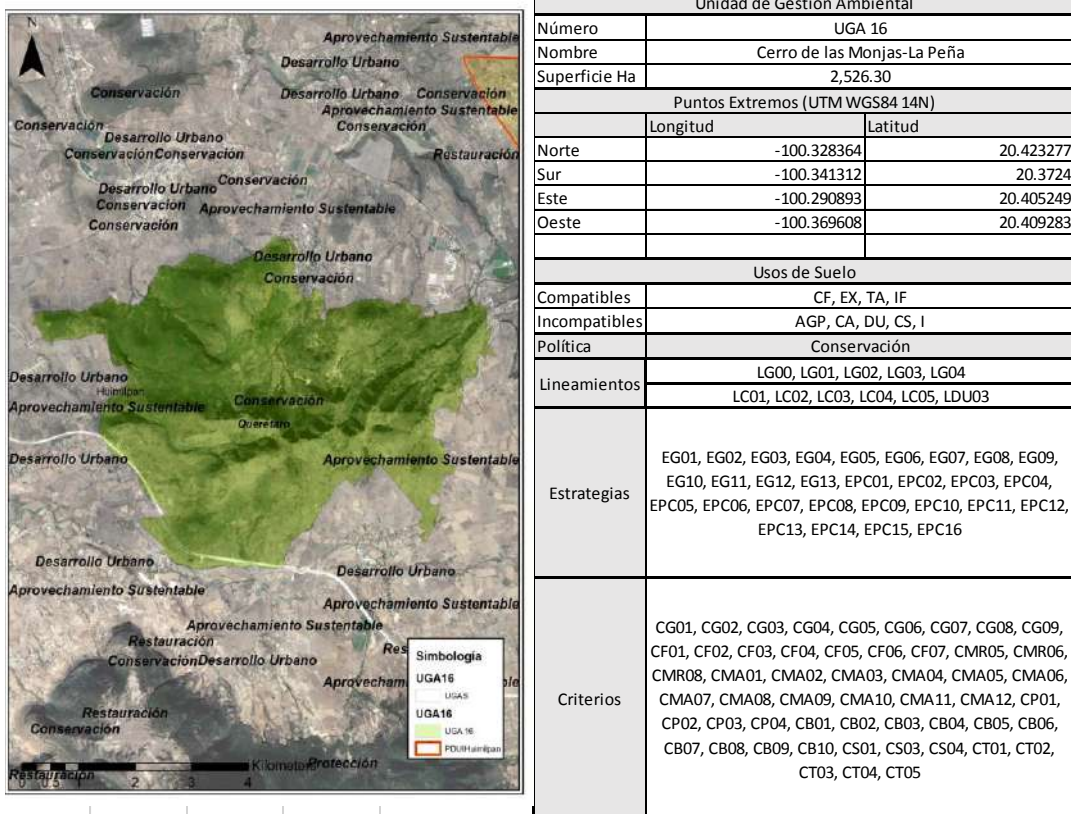 N
Aprovechamiento Sustentable
Desarrollo Urbano
Conservación
Desarrollo Urbano Conservación
Aprovechamiento Sustentable
Conservación
Conservación
Desarrollo Urbano
ConservaciónConservación
Restauración
Conservación
Desarrollo Urbano
Conservación
Aprovechamiento Sustentable
Conservación
Desarrollo Urbano
Conservación
Desarrollo Urbano
Huimilpan
Aprovechamiento Sustentable
Conservación
Querétaro
Desarrollo Urbano
Aprovechamiento Sustentable
Desarrollo Urbano
Desarrollo Urbano
Aprovechamiento Sustentable
Aprovechamiento Sustentable
Aprovechamiento Sustentable
Restauración
Res
ConservaciónDesarrollo Urbano
Aprovecham
ble
Restauración
Conservación
Simbología
UGA16
UGAS
UGA16
UGA 16
PDUIHuimilpan
Kilometers
Protección
Restauración
0 0.5 1 2 3 4
Unidad de Gestión Ambiental
Número UGA 16
Nombre Cerro de las Monjas-La Peña
Superficie Ha 2,526.30
Puntos Extremos (UTM WGS84 14N)
Longitud Latitud
Norte -100.328364 20.423277
Sur -100.341312 20.3724
Este -100.290893 20.405249
Oeste -100.369608 20.409283
Usos de Suelo
Compatibles CF, EX, TA, IF
Incompatibles AGP, CA, DU, CS, I
Política Conservación
Lineamientos
LG00, LG01, LG02, LG03, LG04
LC01, LC02, LC03, LC04, LC05, LDU03
Estrategias
EG01, EG02, EG03, EG04, EG05, EG06, EG07, EG08, EG09,
EG10, EG11, EG12, EG13, EPC01, EPC02, EPC03, EPC04,
EPC05, EPC06, EPC07, EPC08, EPC09, EPC10, EPC11, EPC12,
EPC13, EPC14, EPC15, EPC16
Criterios
CG01, CG02, CG03, CG04, CG05, CG06, CG07, CG08, CG09,
CF01, CF02, CF03, CF04, CF05, CF06, CF07, CMR05, CMR06,
CMR08, CMA01, CMA02, CMA03, CMA04, CMA05, CMA06,
CMA07, CMA08, CMA09, CMA10, CMA11, CMA12, CP01,
CP02, CP03, CP04, CB01, CB02, CB03, CB04, CB05, CB06,
CB07, CB08, CB09, CB10, CS01, CS03, CS04, CT01, CT02,
CT03, CT04, CT05